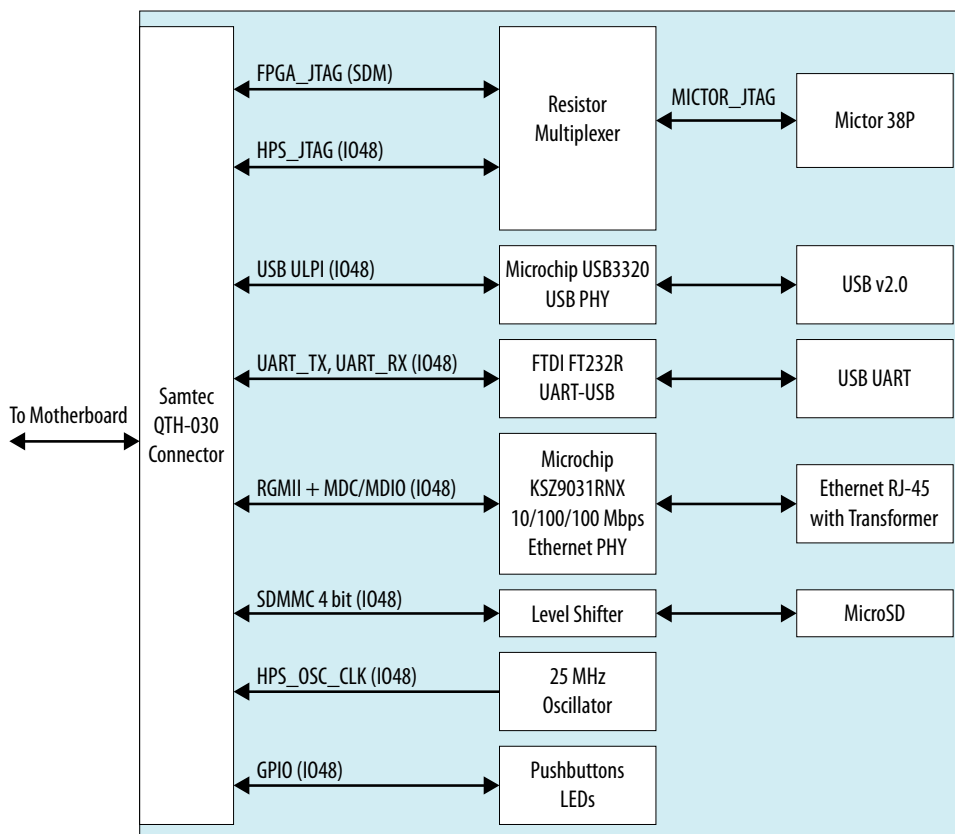 FPGA_JTAG (SDM)
HPS_JTAG (IO48)
Resistor
Multiplexer
MICTOR_JTAG
Mictor 38P
USB ULPI (IO48)
Microchip USB3320
USB PHY
USB v2.0
UART_TX, UART_RX (IO48)
FTDI FT232R
UART-USB
USB UART
To Motherboard
Samtec
QTH-030
Connector
RGMII + MDC/MDIO (IO48)
Microchip
KSZ9031RNX
10/100/100 Mbps
Ethernet PHY
Ethernet RJ-45
with Transformer
SDMMC 4 bit (IO48)
Level Shifter
MicroSD
HPS_OSC_CLK (IO48)
25 MHz
Oscillator
GPIO (IO48)
Pushbuttons
LEDs